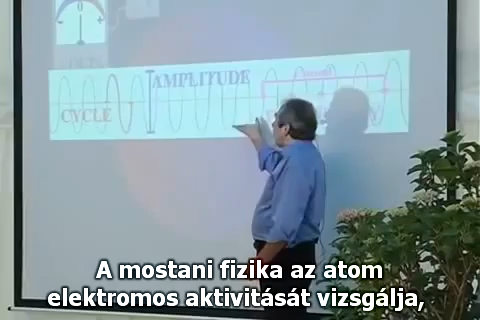 AMPLITUDE
CYCLE
A mostani fizika az atom
elektromos aktivitását vizsgálja,